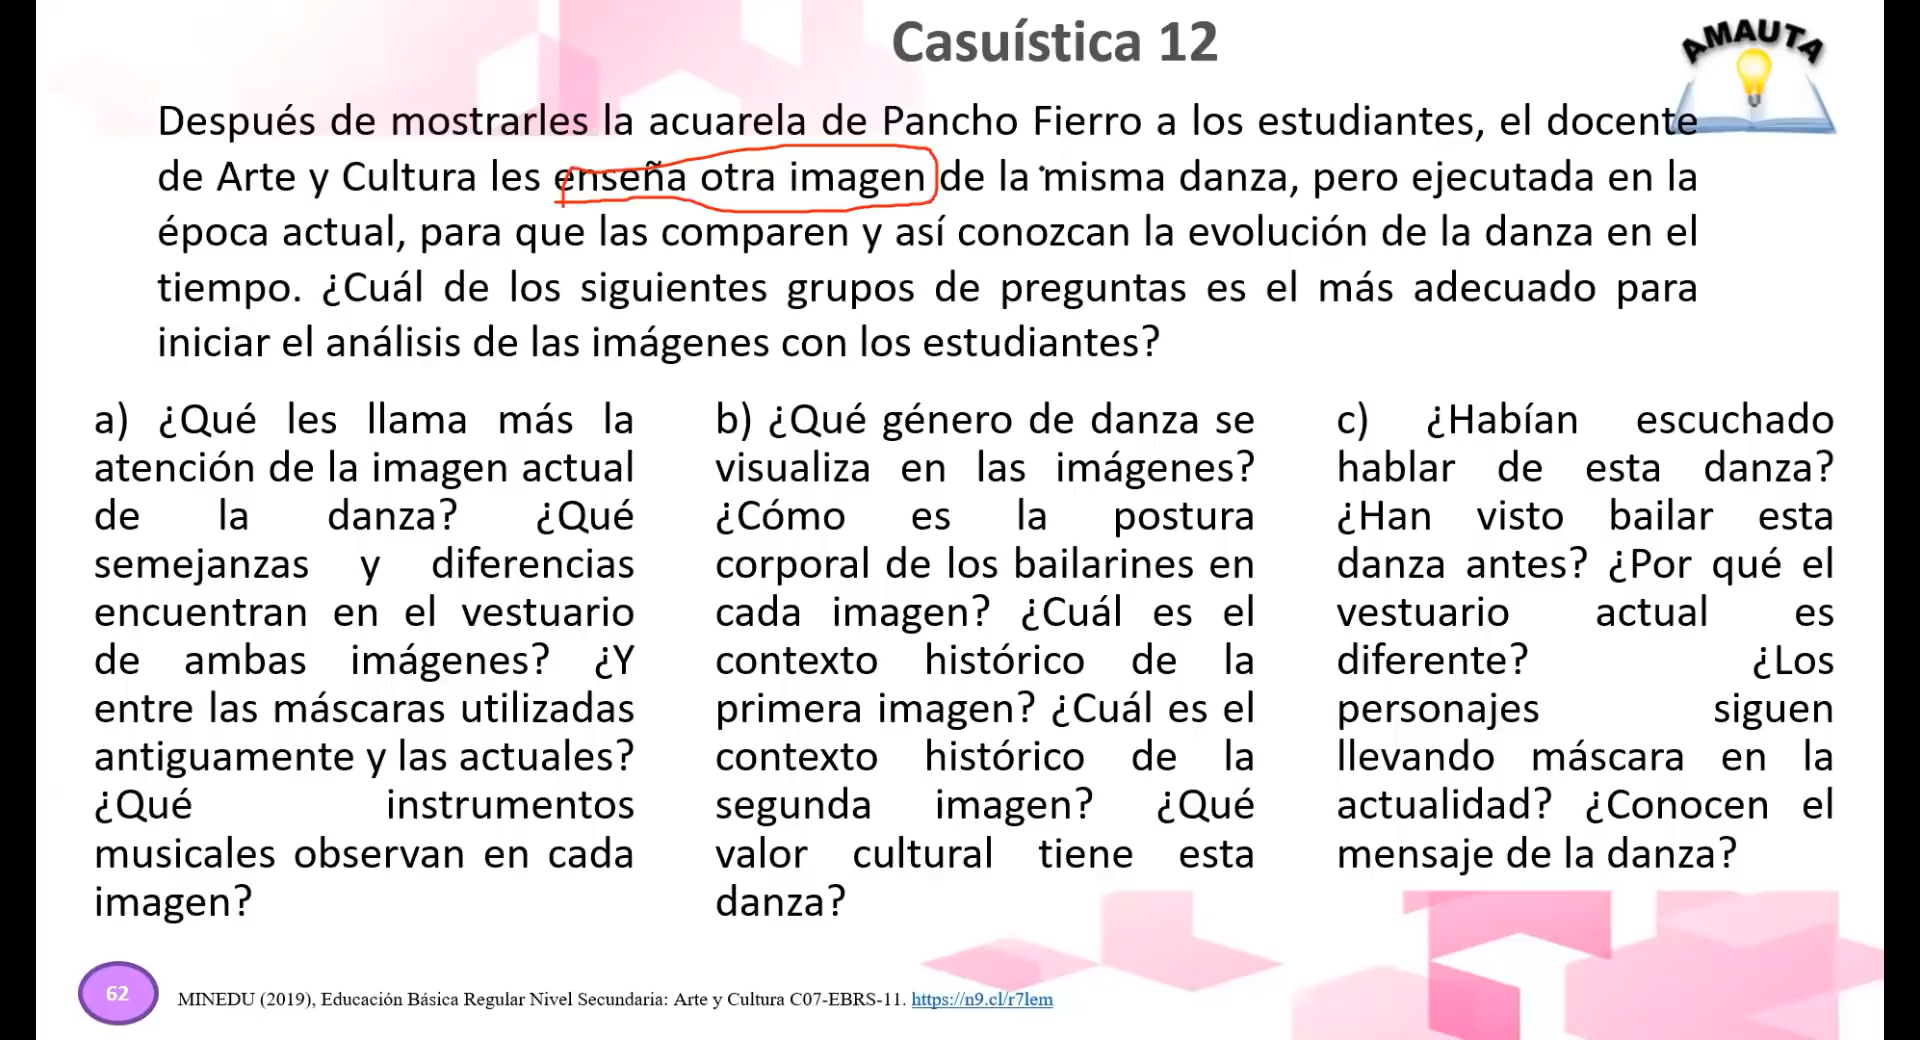 Casuística 12
AMAUTA
Después de mostrarles la acuarela de Pancho Fierro a los estudiantes, el docente
de Arte y Cultura les enseña otra imagen de la misma danza, pero ejecutada en la
época actual, para que las comparen y así conozcan la evolución de la danza en el
tiempo. ¿Cuál de los siguientes grupos de preguntas es el más adecuado para
iniciar el análisis de las imágenes con los estudiantes?
a) ¿Qué les llama más la
atención de la imagen actual
de la danza? ¿Qué
semejanzas y diferencias
encuentran en el vestuario
de ambas imágenes? ¿Y
entre las máscaras utilizadas
antiguamente y las actuales?
¿Qué instrumentos
musicales observan en cada
imagen?
b) ¿Qué género de danza se
visualiza en las imágenes?
¿Cómo es la postura
corporal de los bailarines en
cada imagen? ¿Cuál es el
contexto histórico de la
primera imagen? ¿Cuál es el
contexto histórico de la
segunda imagen? ¿Qué
valor cultural tiene esta
danza?
c) ¿Habían escuchado
hablar de esta danza?
¿Han visto bailar esta
danza antes? ¿Por qué el
vestuario actual es
diferente? ¿Los
personajes siguen
llevando máscara en la
actualidad? ¿Conocen el
mensaje de la danza?
62
MINEDU (2019), Educación Básica Regular Nivel Secundaria: Arte y Cultura C07-EBRS-11. https://n9.cl/r7lem